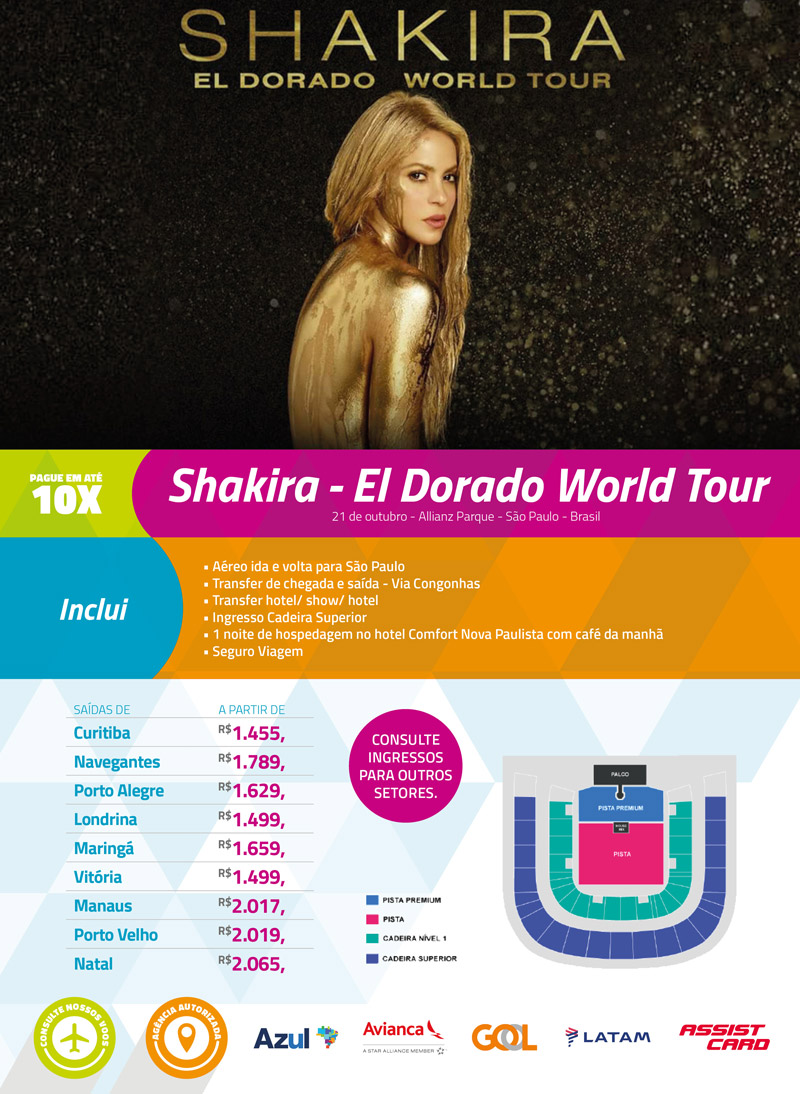 SHAKIRA
EL DORADO WORLD TOUR
PAGUE EM ATÉ
10X
Shakira - El Dorado World Tour
21 de outubro - Allianz Parque - São Paulo - Brasil
Inclui
• Aéreo ida e volta para São Paulo
• Transfer de chegada e saída - Via Congonhas
• Transfer hotel/ show/ hotel
• Ingresso Cadeira Superior
• 1 noite de hospedagem no hotel Comfort Nova Paulista com café da manhã
• Seguro Viagem
SAÍDAS DE A PARTIR DE
Curitiba R$1.455,
Navegantes R$1.789,
Porto Alegre R$1.629,
Londrina R$1.499,
Maringá R$1.659,
Vitória R$1.499,
Manaus R$2.017,
Porto Velho R$2.019,
Natal R$2.065,
CONSULTE
INGRESSOS
PARA OUTROS
SETORES.
PALCO
PISTA PREMIUM
PISTA
PISTA PREMIUM
PISTA
CADEIRA NÍVEL 1
CADEIRA SUPERIOR
CONSULTE NOSSOS VOOS
AGÊNCIA AUTORIZADA
Azul
Avianca
A STAR ALLIANCE MEMBER
GOL
LATAM
ASSIST
CARD